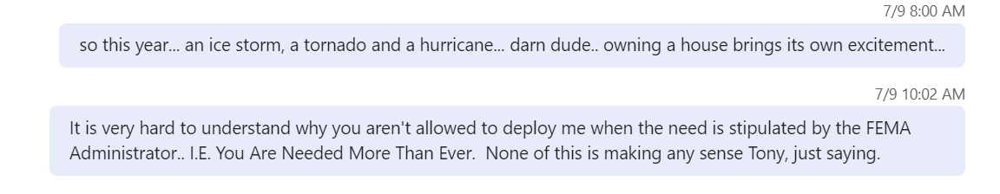 7/9 8:00 AM
so this year... an ice storm, a tornado and a hurricane... darn dude.. owning a house brings its own excitement...
7/9 10:02 AM
It is very hard to understand why you aren't allowed to deploy me when the need is stipulated by the FEMA
Administrator.. I.E. You Are Needed More Than Ever.  None of this is making any sense Tony, just saying.